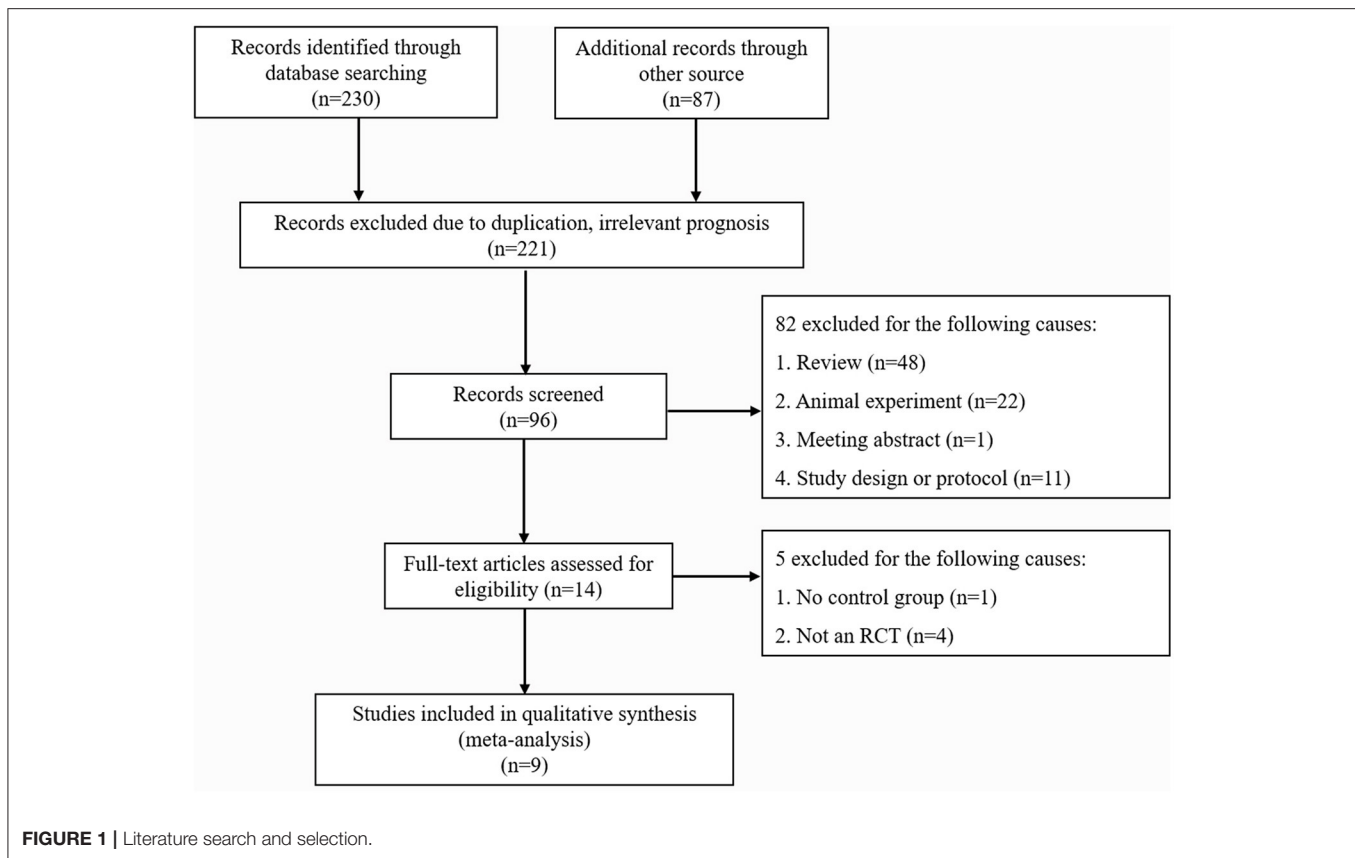 Records identified through
database searching
(n=230)
Additional records through
other source
(n=87)
Records excluded due to duplication, irrelevant prognosis
(n=221)
82 excluded for the following causes:
1. Review (n=48)
2. Animal experiment (n=22)
3. Meeting abstract (n=1)
4. Study design or protocol (n=11)
Records screened
(n=96)
Full-text articles assessed for
eligibility (n=14)
5 excluded for the following causes:
1. No control group (n=1)
2. Not an RCT (n=4)
Studies included in qualitative synthesis
(meta-analysis)
(n=9)
FIGURE 1 | Literature search and selection.